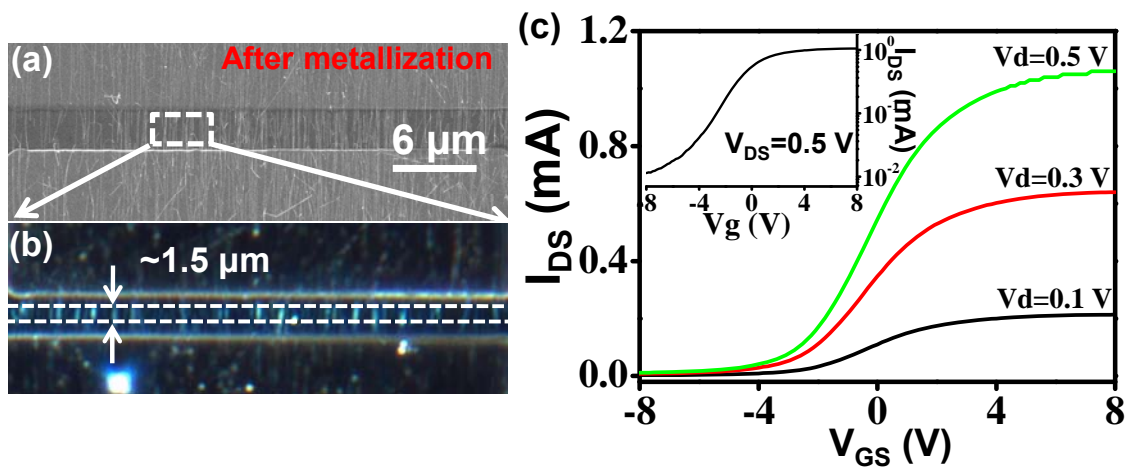 (a)
After metallization
6 μm
(b)
~1.5 μm
(c)
I_DS (mA)
1.2
0.8
0.4
0.0
-8
-4
0
4
8
V_GS (V)
Vd=0.5 V
Vd=0.3 V
Vd=0.1 V
V_DS=0.5 V
-8
-4
0
4
8
Vg (V)
10^0
10^-1
10^-2
I_DS (mA)